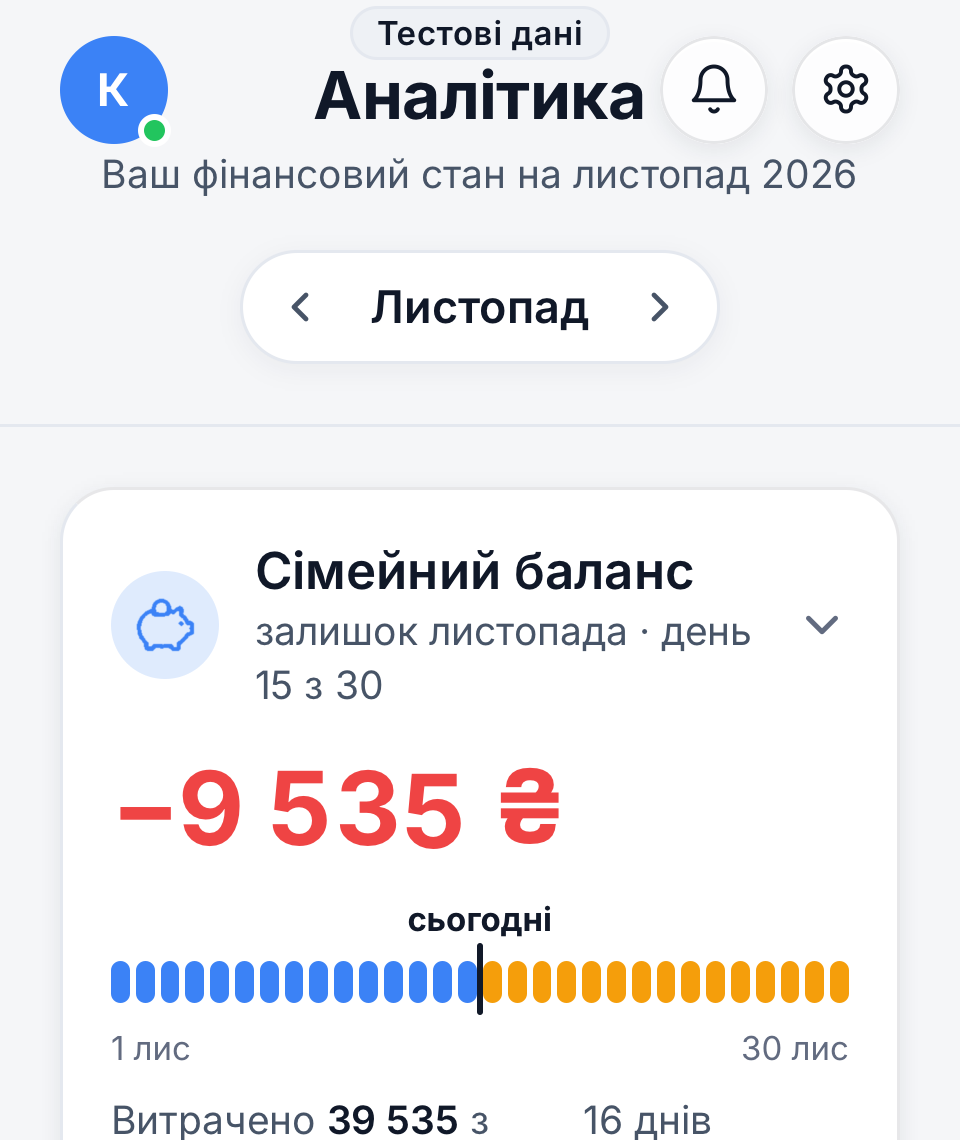 Тестові дані
К
Аналітика
Ваш фінансовий стан на листопад 2026
Листопад
Сімейний баланс
залишок листопада · день
15 з 30
−9 535 ₴
сьогодні
1 лис
30 лис
Витрачено 39 535 з
16 днів